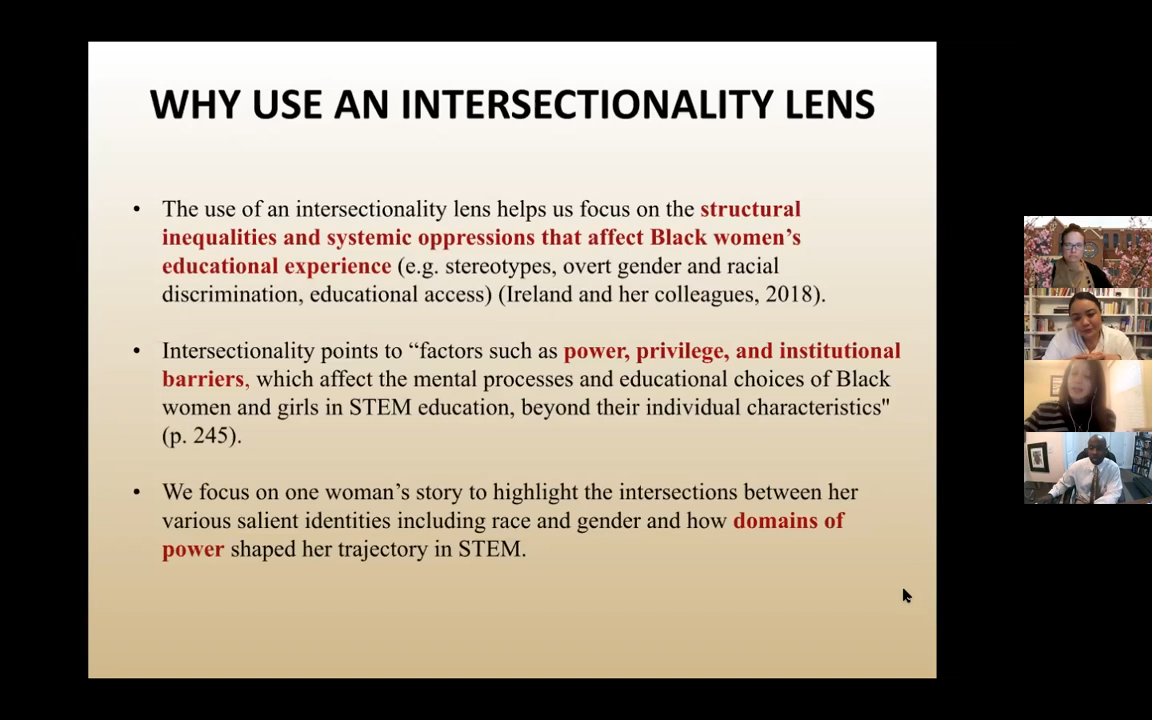 WHY USE AN INTERSECTIONALITY LENS
• The use of an intersectionality lens helps us focus on the structural
inequalities and systemic oppressions that affect Black women’s
educational experience (e.g. stereotypes, overt gender and racial
discrimination, educational access) (Ireland and her colleagues, 2018).
• Intersectionality points to “factors such as power, privilege, and institutional
barriers, which affect the mental processes and educational choices of Black
women and girls in STEM education, beyond their individual characteristics"
(p. 245).
• We focus on one woman’s story to highlight the intersections between her
various salient identities including race and gender and how domains of
power shaped her trajectory in STEM.